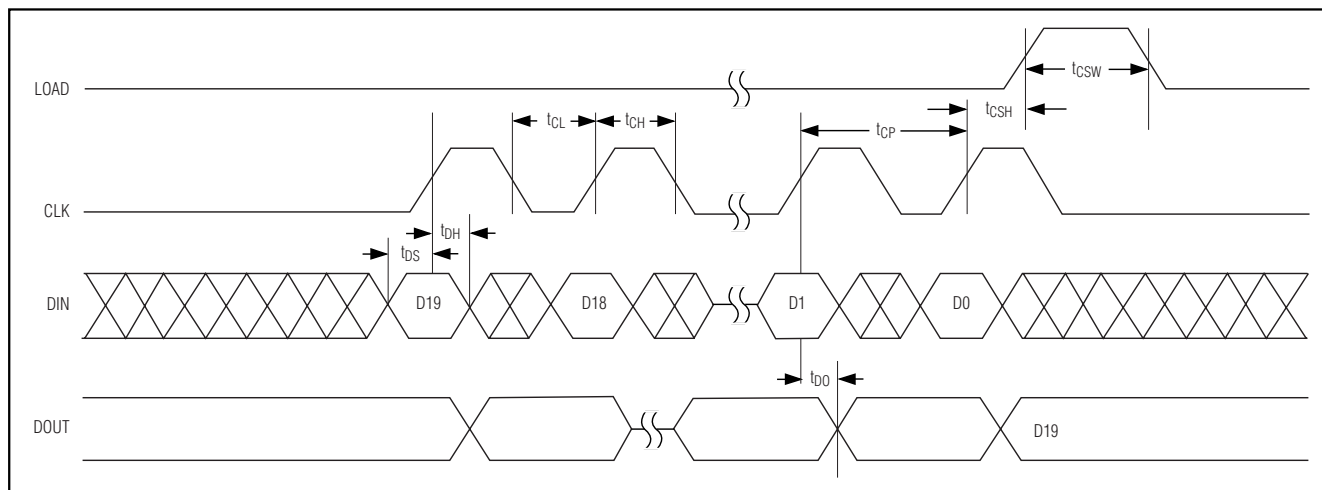 LOAD
tCSW
tCSH
tCL
tCH
tCP
CLK
tDH
tDS
DIN
D19
D18
D1
D0
tDO
DOUT
D19